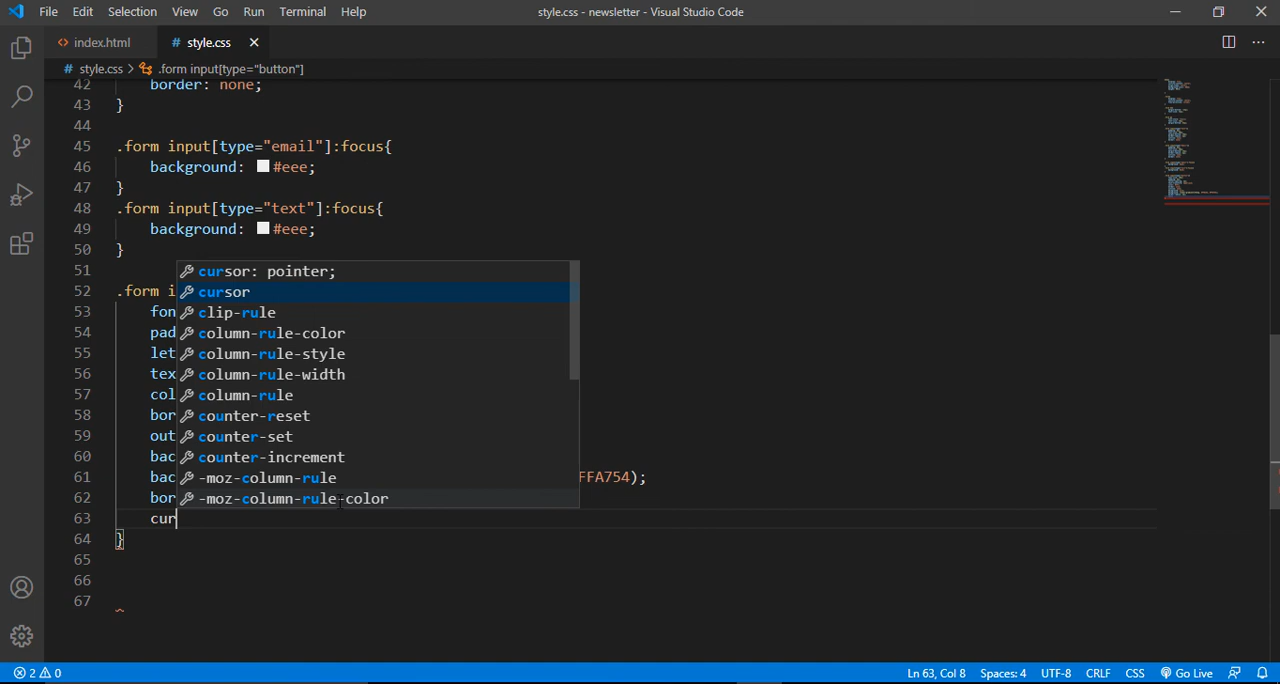 File Edit Selection View Go Run Terminal Help style.css - newsletter - Visual Studio Code
index.html style.css
style.css > .form input[type="button"]
42 border: none;
43 }
44
45 .form input[type="email"]:focus{
46 background: #eee;
47 }
48 .form input[type="text"]:focus{
49 background: #eee;
50 }
51 cursor: pointer;
52 .form i cursor
53 fon clip-rule
54 pad column-rule-color
55 let column-rule-style
56 tex column-rule-width
57 col column-rule
58 bor counter-reset
59 out counter-set
60 bac counter-increment
61 bac -moz-column-rule FFA754);
62 bor -moz-column-rule-color
63 cur
64 }
65
66
67
2 0 Ln 63, Col 8 Spaces: 4 UTF-8 CRLF CSS Go Live